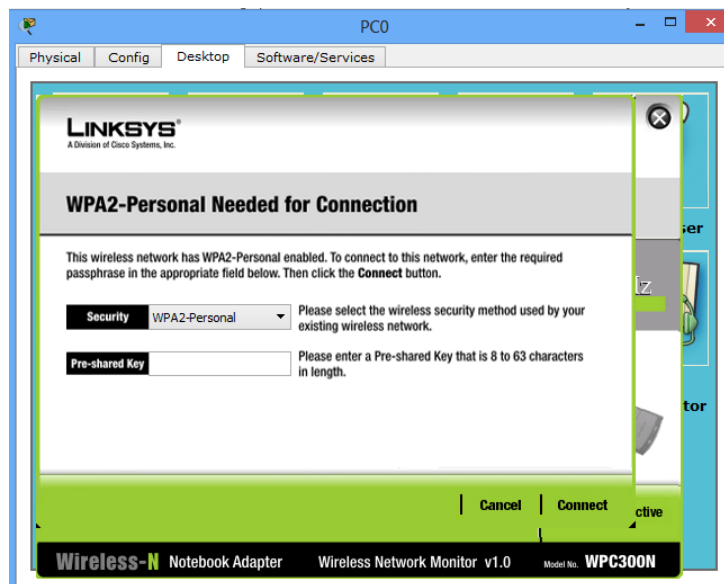 PC0
Physical Config Desktop Software/Services
LINKSYS®
A Division of Cisco Systems, Inc.
WPA2-Personal Needed for Connection
This wireless network has WPA2-Personal enabled. To connect to this network, enter the required
passphrase in the appropriate field below. Then click the Connect button.
Security WPA2-Personal
Please select the wireless security method used by your
existing wireless network.
Pre-shared Key
Please enter a Pre-shared Key that is 8 to 63 characters
in length.
Cancel Connect
Wireless-N Notebook Adapter Wireless Network Monitor v1.0 Model No. WPC300N